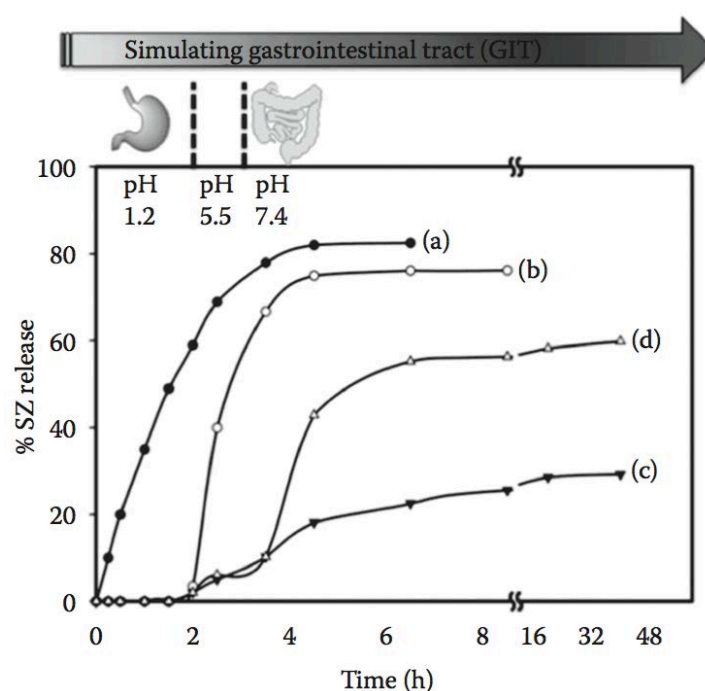 Simulating gastrointestinal tract (GIT)
100
pH pH pH
1.2 5.5 7.4
80
(a)
(b)
60
(d)
% SZ release
40
(c)
20
0
0 2 4 6 8 16 32 48
Time (h)